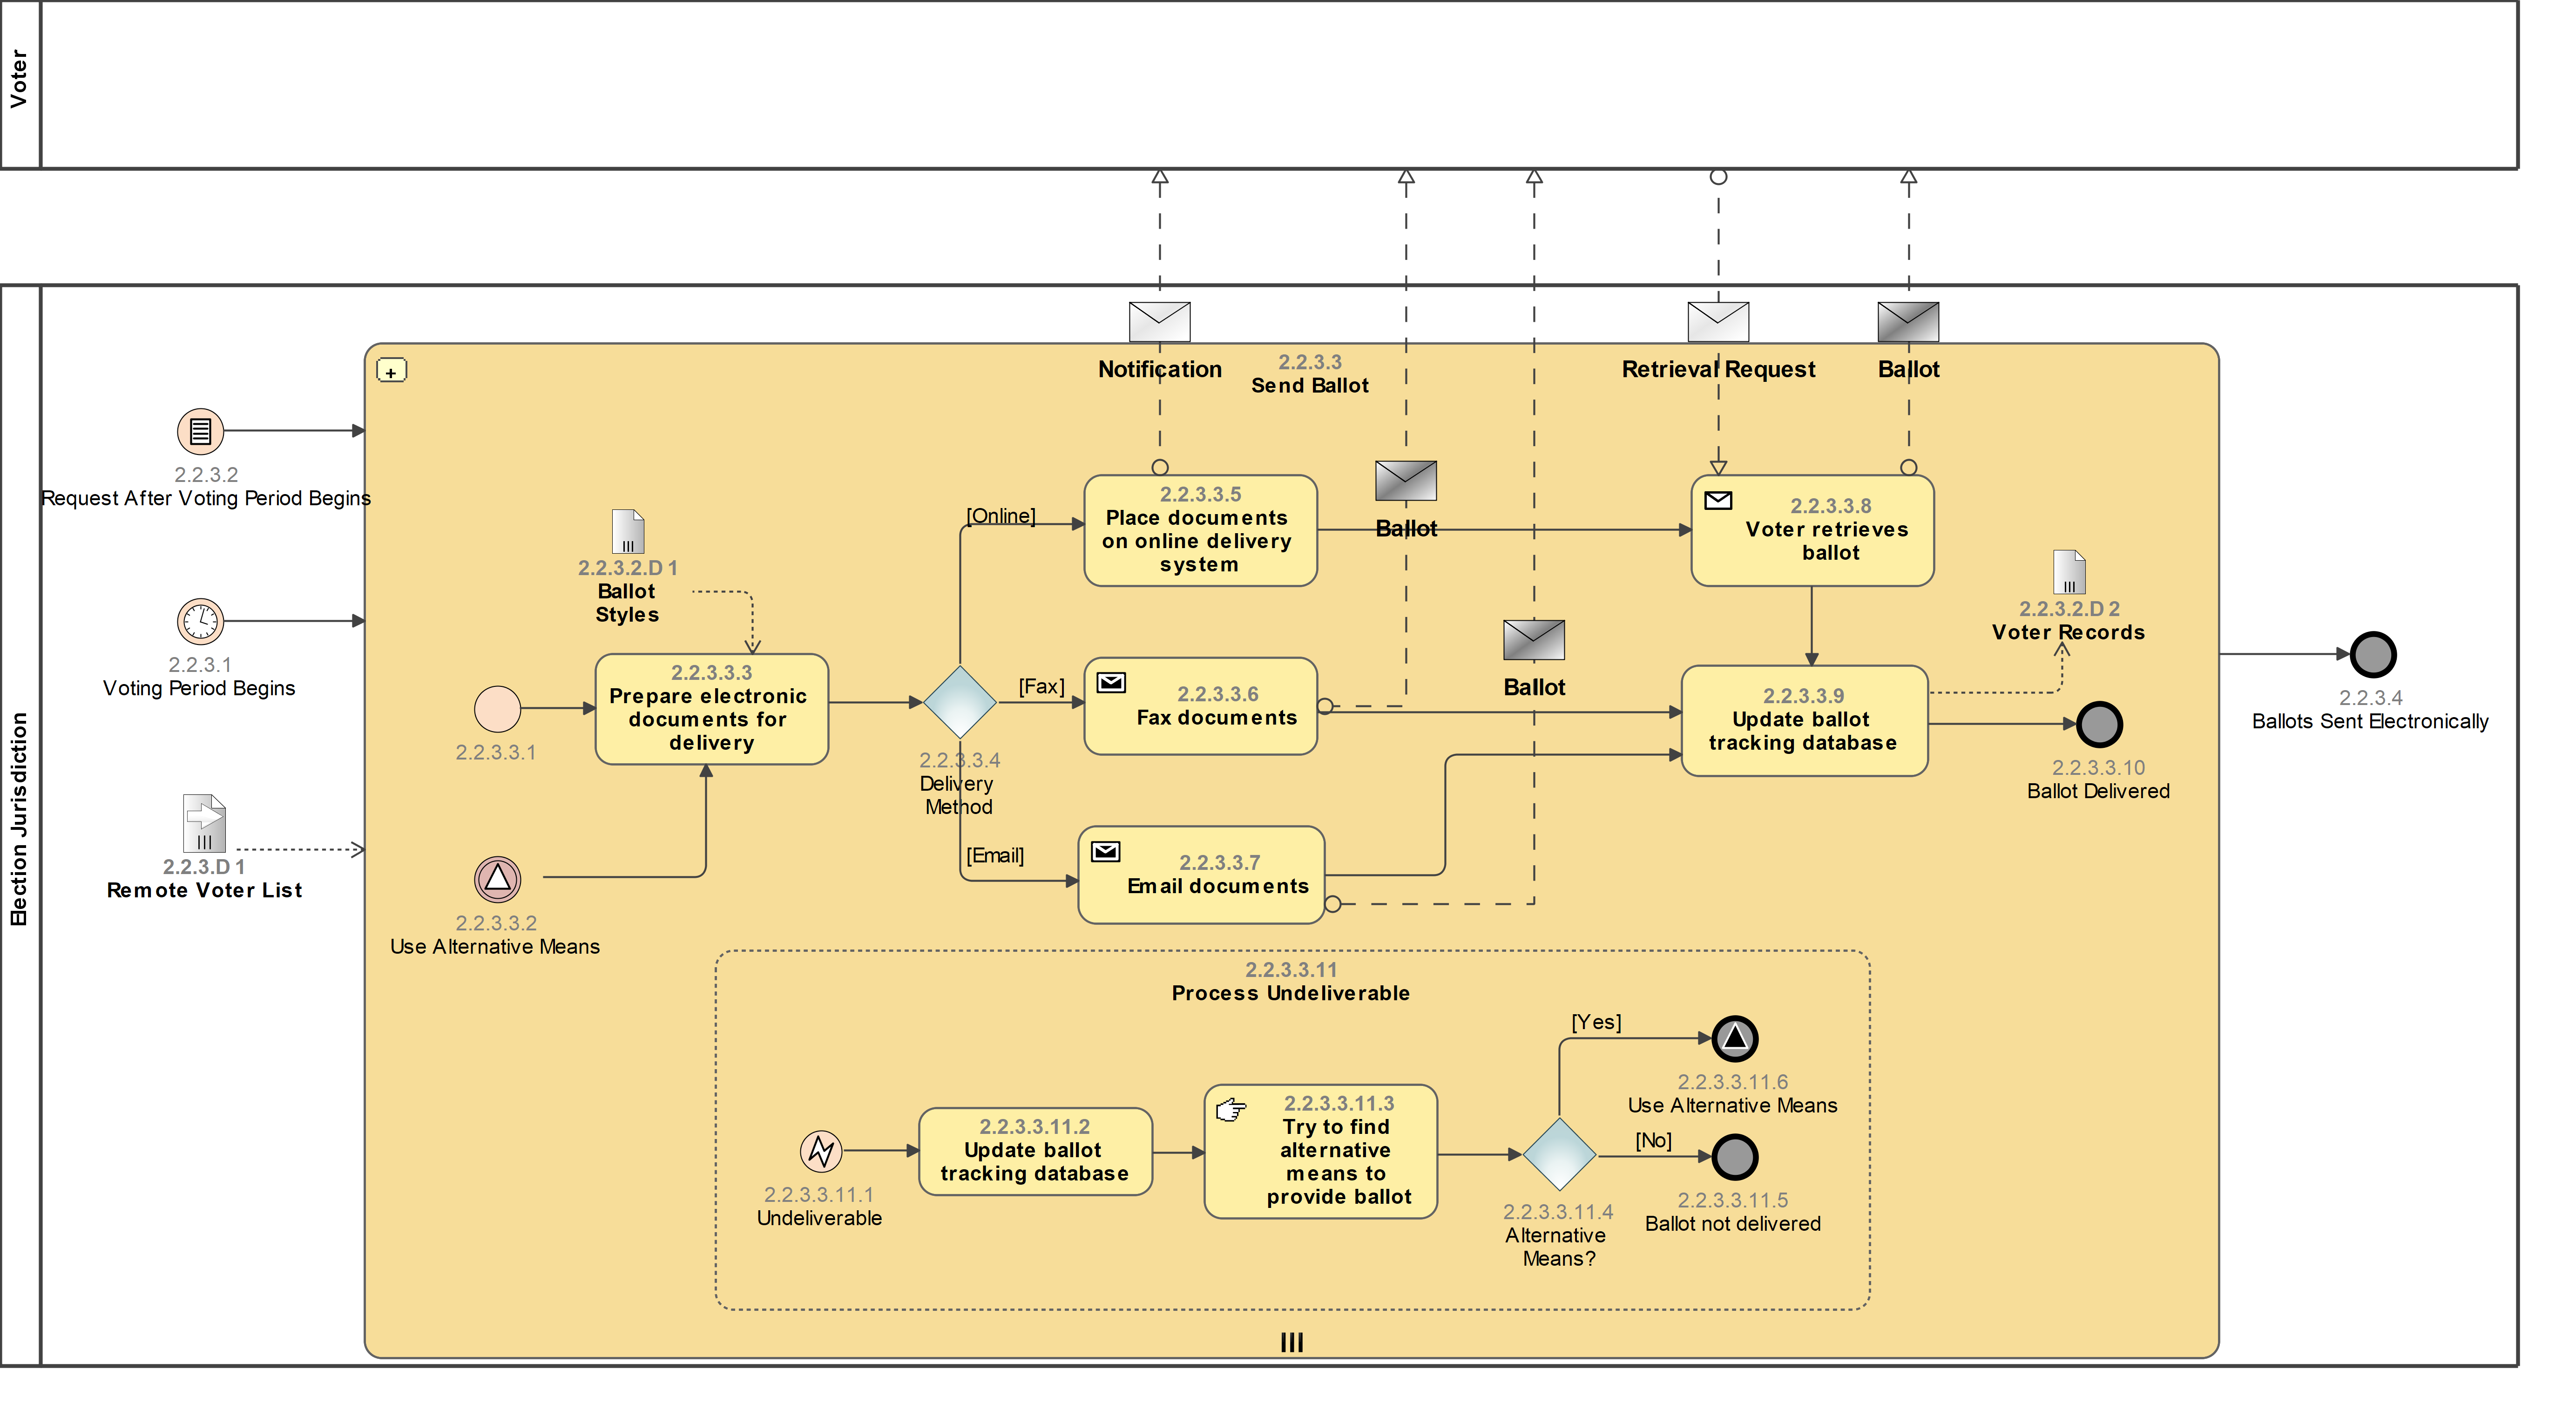 Voter
Election Jurisdiction
Notification
2.2.3.3
Send Ballot
Retrieval Request
Ballot
2.2.3.2
Request After Voting Period Begins
2.2.3.1
Voting Period Begins
2.2.3.D1
Remote Voter List
2.2.3.2.D1
Ballot
Styles
2.2.3.3.1
2.2.3.3.2
Use Alternative Means
2.2.3.3.3
Prepare electronic
documents for
delivery
2.2.3.3.4
Delivery
Method
[Online]
[Fax]
[Email]
2.2.3.3.5
Place documents
on online delivery
system
2.2.3.3.6
Fax documents
2.2.3.3.7
Email documents
Ballot
Ballot
2.2.3.3.8
Voter retrieves
ballot
2.2.3.3.9
Update ballot
tracking database
2.2.3.2.D2
Voter Records
2.2.3.3.10
Ballot Delivered
2.2.3.4
Ballots Sent Electronically
2.2.3.3.11
Process Undeliverable
2.2.3.3.11.1
Undeliverable
2.2.3.3.11.2
Update ballot
tracking database
2.2.3.3.11.3
Try to find
alternative
means to
provide ballot
2.2.3.3.11.4
Alternative
Means?
[Yes]
2.2.3.3.11.6
Use Alternative Means
[No]
2.2.3.3.11.5
Ballot not delivered